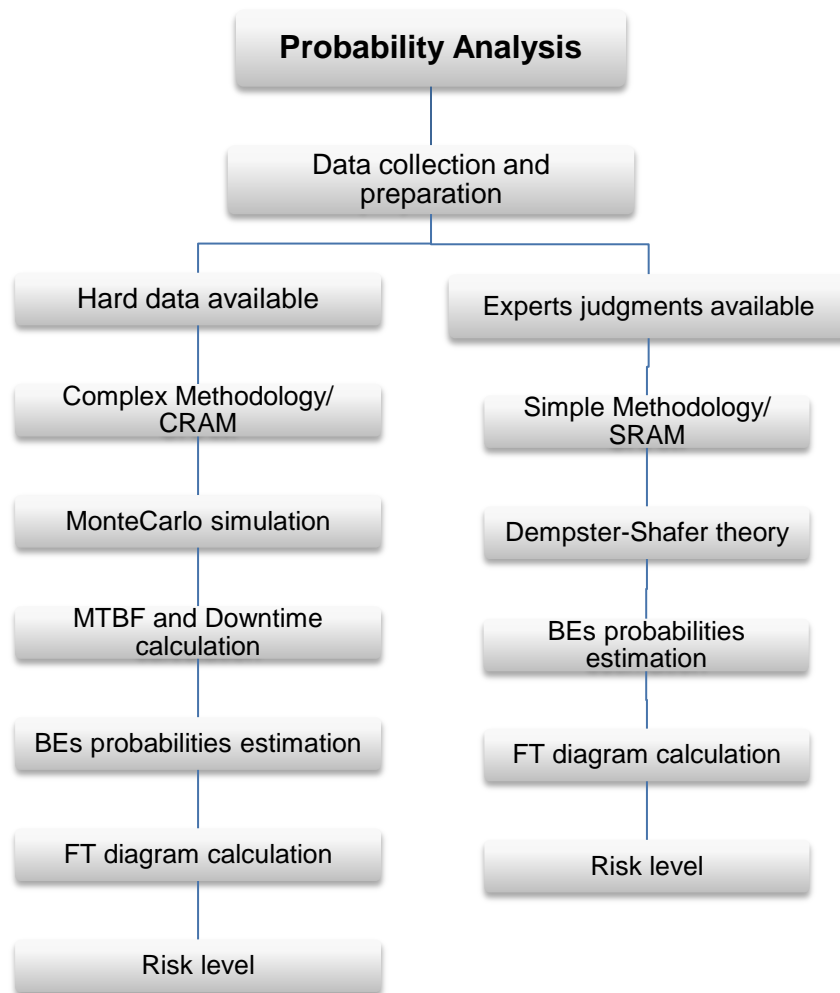 Probability Analysis
Data collection and
preparation
Hard data available
Complex Methodology/
CRAM
MonteCarlo simulation
MTBF and Downtime
calculation
BEs probabilities estimation
FT diagram calculation
Risk level
Experts judgments available
Simple Methodology/
SRAM
Dempster-Shafer theory
BEs probabilities
estimation
FT diagram calculation
Risk level